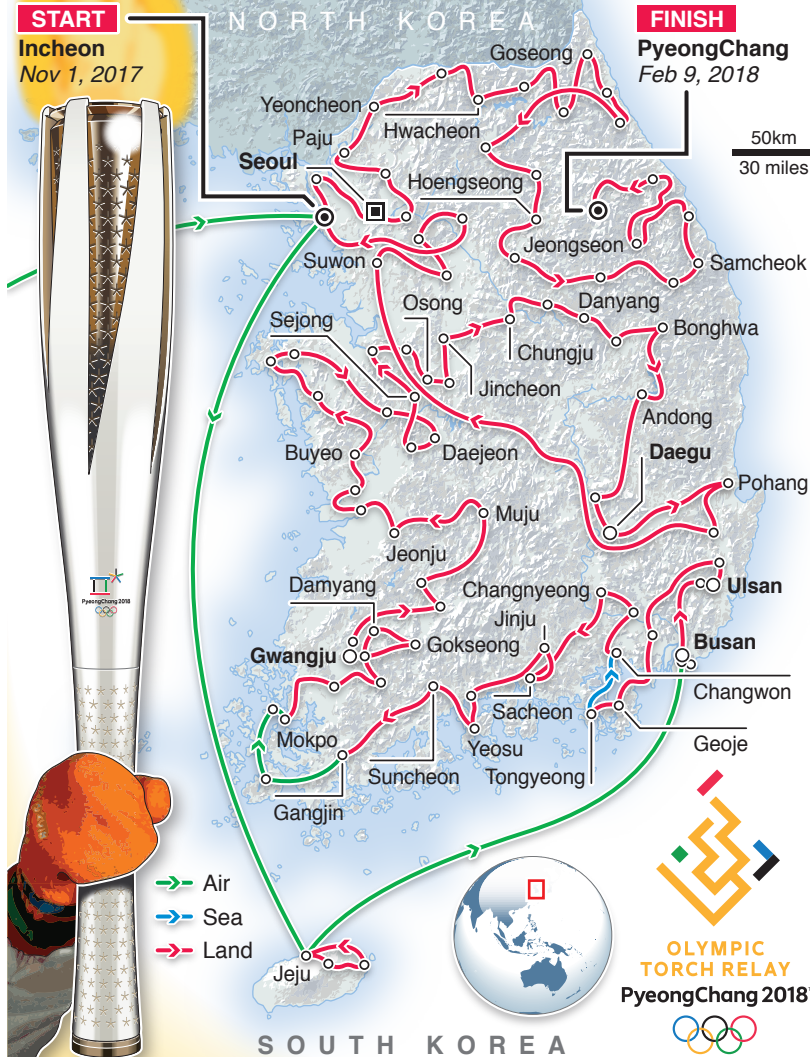 START
Incheon
Nov 1, 2017
NORTH KOREA
FINISH
PyeongChang
Feb 9, 2018
Goseong
Yeoncheon
Hwacheon
Paju
Seoul
50km
30 miles
Hoengseong
Jeongseon
Suwon
Samcheok
Osong
Danyang
Sejong
Bonghwa
Chungju
Jincheon
Andong
Buyeo
Daejeon
Daegu
Pohang
Muju
Jeonju
PyeongChang 2018
Damyang
Changnyeong
Ulsan
Jinju
Gokseong
Gwangju
Busan
Changwon
Sacheon
Mokpo
Yeosu
Geoje
Suncheon
Tongyeong
Gangjin
Air
Sea
Land
Jeju
OLYMPIC
TORCH RELAY
PyeongChang 2018
SOUTH KOREA